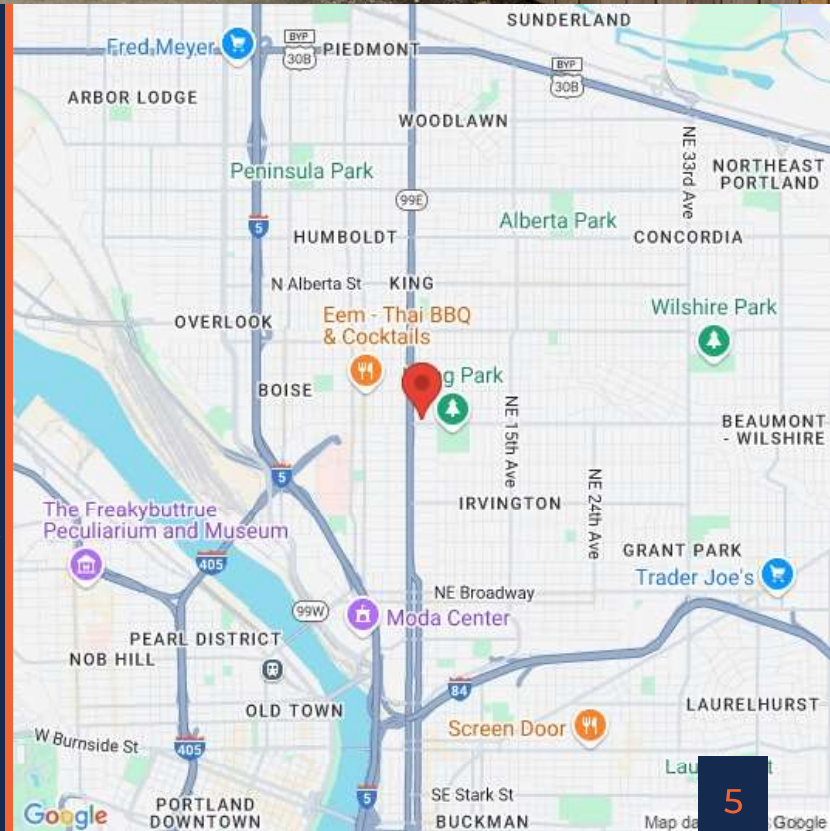 SUNDERLAND
Fred Meyer
BYP
30B
PIEDMONT
BYP
30B
ARBOR LODGE
WOODLAWN
NE 33rd Ave
NORTHEAST
PORTLAND
Peninsula Park
99E
Alberta Park
5
HUMBOLDT
CONCORDIA
N Alberta St
KING
Wilshire Park
OVERLOOK
Eem - Thai BBQ
& Cocktails
Park
BOISE
NE 15th Ave
BEAUMONT
- WILSHIRE
5
NE 24th Ave
IRVINGTON
The Freakybuttrue
Peculiarium and Museum
405
GRANT PARK
Trader Joe's
NE Broadway
99W
Moda Center
PEARL DISTRICT
NOB HILL
84
LAURELHURST
OLD TOWN
Screen Door
W Burnside St
405
5
SE Stark St
Google
PORTLAND
DOWNTOWN
BUCKMAN
Map
5
Google